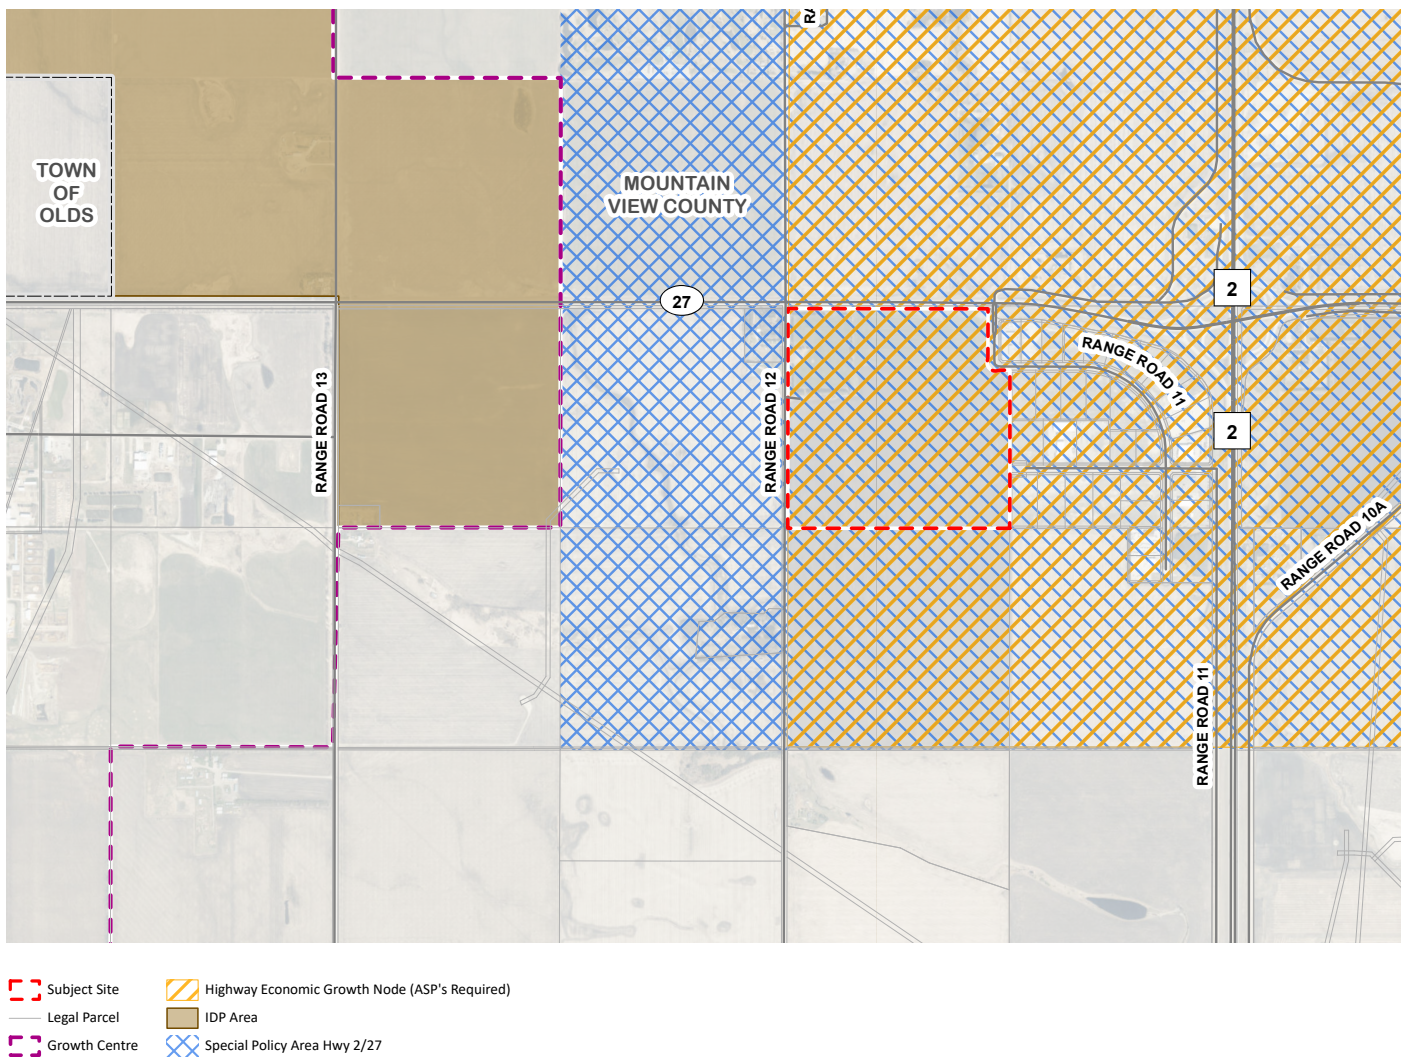 RA
TOWN
OF
OLDS
MOUNTAIN
VIEW COUNTY
27
2
RANGE ROAD 11
RANGE ROAD 13
RANGE ROAD 12
2
RANGE ROAD 10A
RANGE ROAD 11
Subject Site
Highway Economic Growth Node (ASP's Required)
Legal Parcel
IDP Area
Growth Centre
Special Policy Area Hwy 2/27